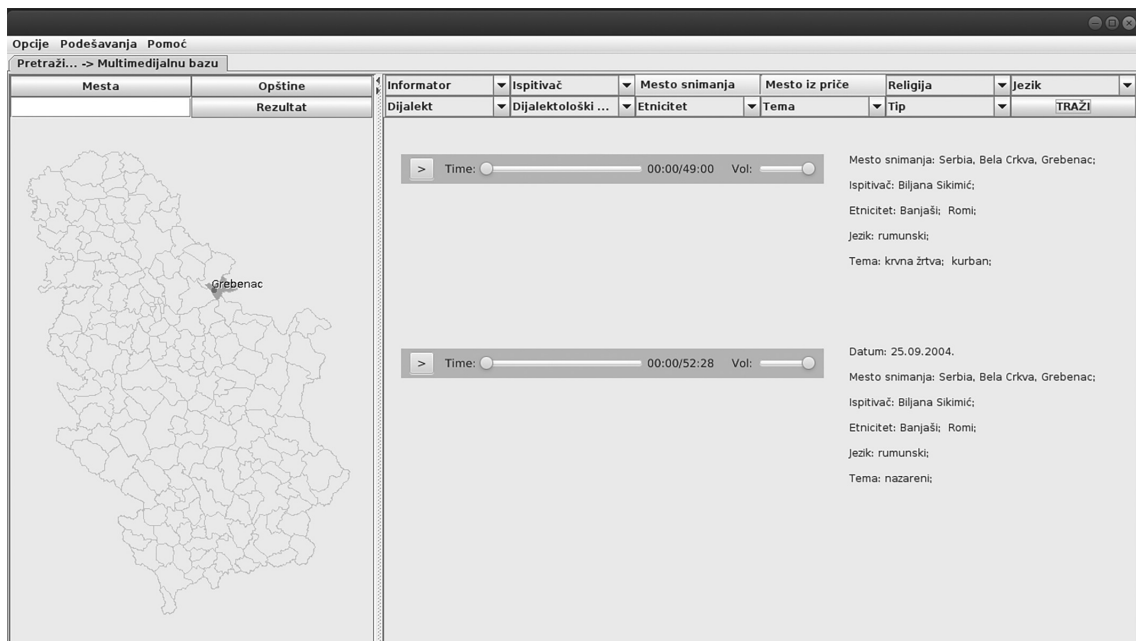 Opcije Podešavanja Pomoć
Pretraži... -> Multimedijalnu bazu
Mesta Opštine
Rezultat
Grebenac
Informator Ispitivač Mesto snimanja Mesto iz priče Religija Jezik
Dijalekt Dijalektološki ... Etnicitet Tema Tip TRAŽI
> Time: 00:00/49:00 Vol:
Mesto snimanja: Serbia, Bela Crkva, Grebenac;
Ispitivač: Biljana Sikimić;
Etnicitet: Banjaši; Romi;
Jezik: rumunski;
Tema: krvna žrtva; kurban;
> Time: 00:00/52:28 Vol:
Datum: 25.09.2004.
Mesto snimanja: Serbia, Bela Crkva, Grebenac;
Ispitivač: Biljana Sikimić;
Etnicitet: Banjaši; Romi;
Jezik: rumunski;
Tema: nazareni;